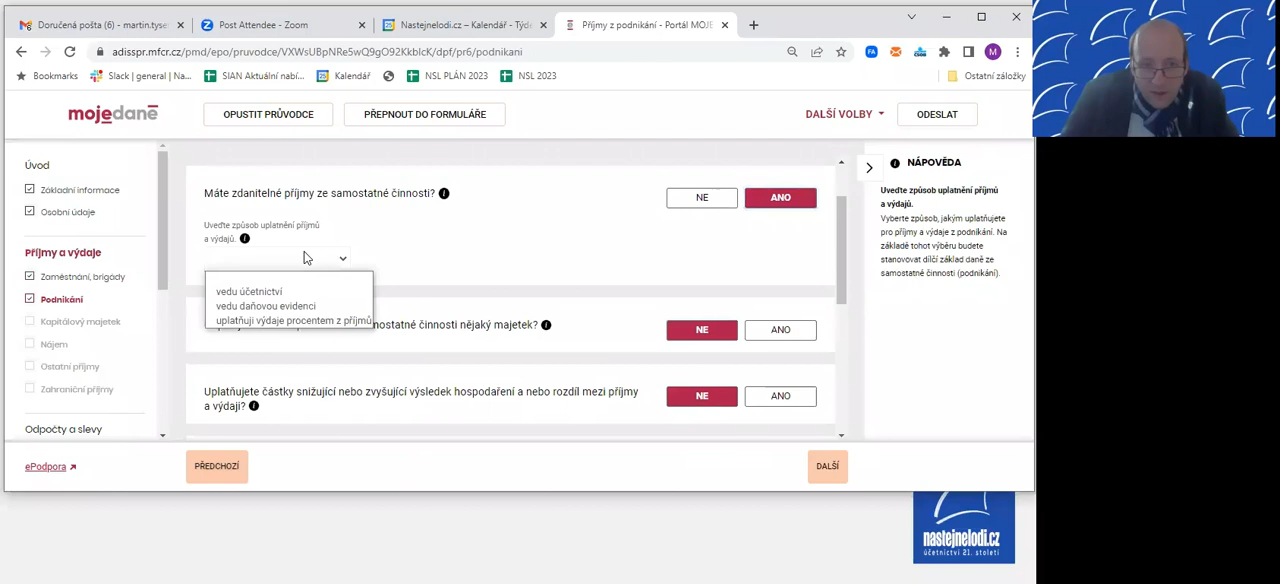 Doručená pošta (6) - martin.tyse
Post Attendee - Zoom
Nastejnelodi.cz – Kalendář - Týde
Příjmy z podnikání - Portál MOJE
adisspr.mfcr.cz/pmd/epo/pruvodce/VXWsUBpNRe5wQ9gO92KkbIcK/dpf/pr6/podnikani
FA
M
Bookmarks
Slack | general | Na...
SIAN Aktuální nabí...
Kalendář
NSL PLÁN 2023
NSL 2023
Ostatní záložky
mojedane
OPUSTIT PRŮVODCE
PŘEPNOUT DO FORMULÁŘE
DALŠÍ VOLBY
ODESLAT
Úvod
Základní informace
Osobní údaje
Příjmy a výdaje
Zaměstnání, brigády
Podnikání
Kapitálový majetek
Nájem
Ostatní příjmy
Zahraniční příjmy
Odpočty a slevy
ePodpora
Máte zdanitelné příjmy ze samostatné činnosti?
NE
ANO
Uveďte způsob uplatnění příjmů
a výdajů.
vedu účetnictví
vedu daňovou evidenci
uplatňuji výdaje procentem z příjmů
mostatné činnosti nějaký majetek?
NE
ANO
Uplatňujete částky snižující nebo zvyšující výsledek hospodaření a nebo rozdíl mezi příjmy
a výdaji?
NE
ANO
PŘEDCHOZÍ
DALŠÍ
NÁPOVĚDA
Uveďte způsob uplatnění příjmů
a výdajů.
Vyberte způsob, jakým uplatňujete
pro příjmy a výdaje z podnikání. Na
základě tohot výběru budete
stanovovat dílčí základ daně ze
samostatné činnosti (podnikání).
nastejnelodi.cz
účetnictví 21. století